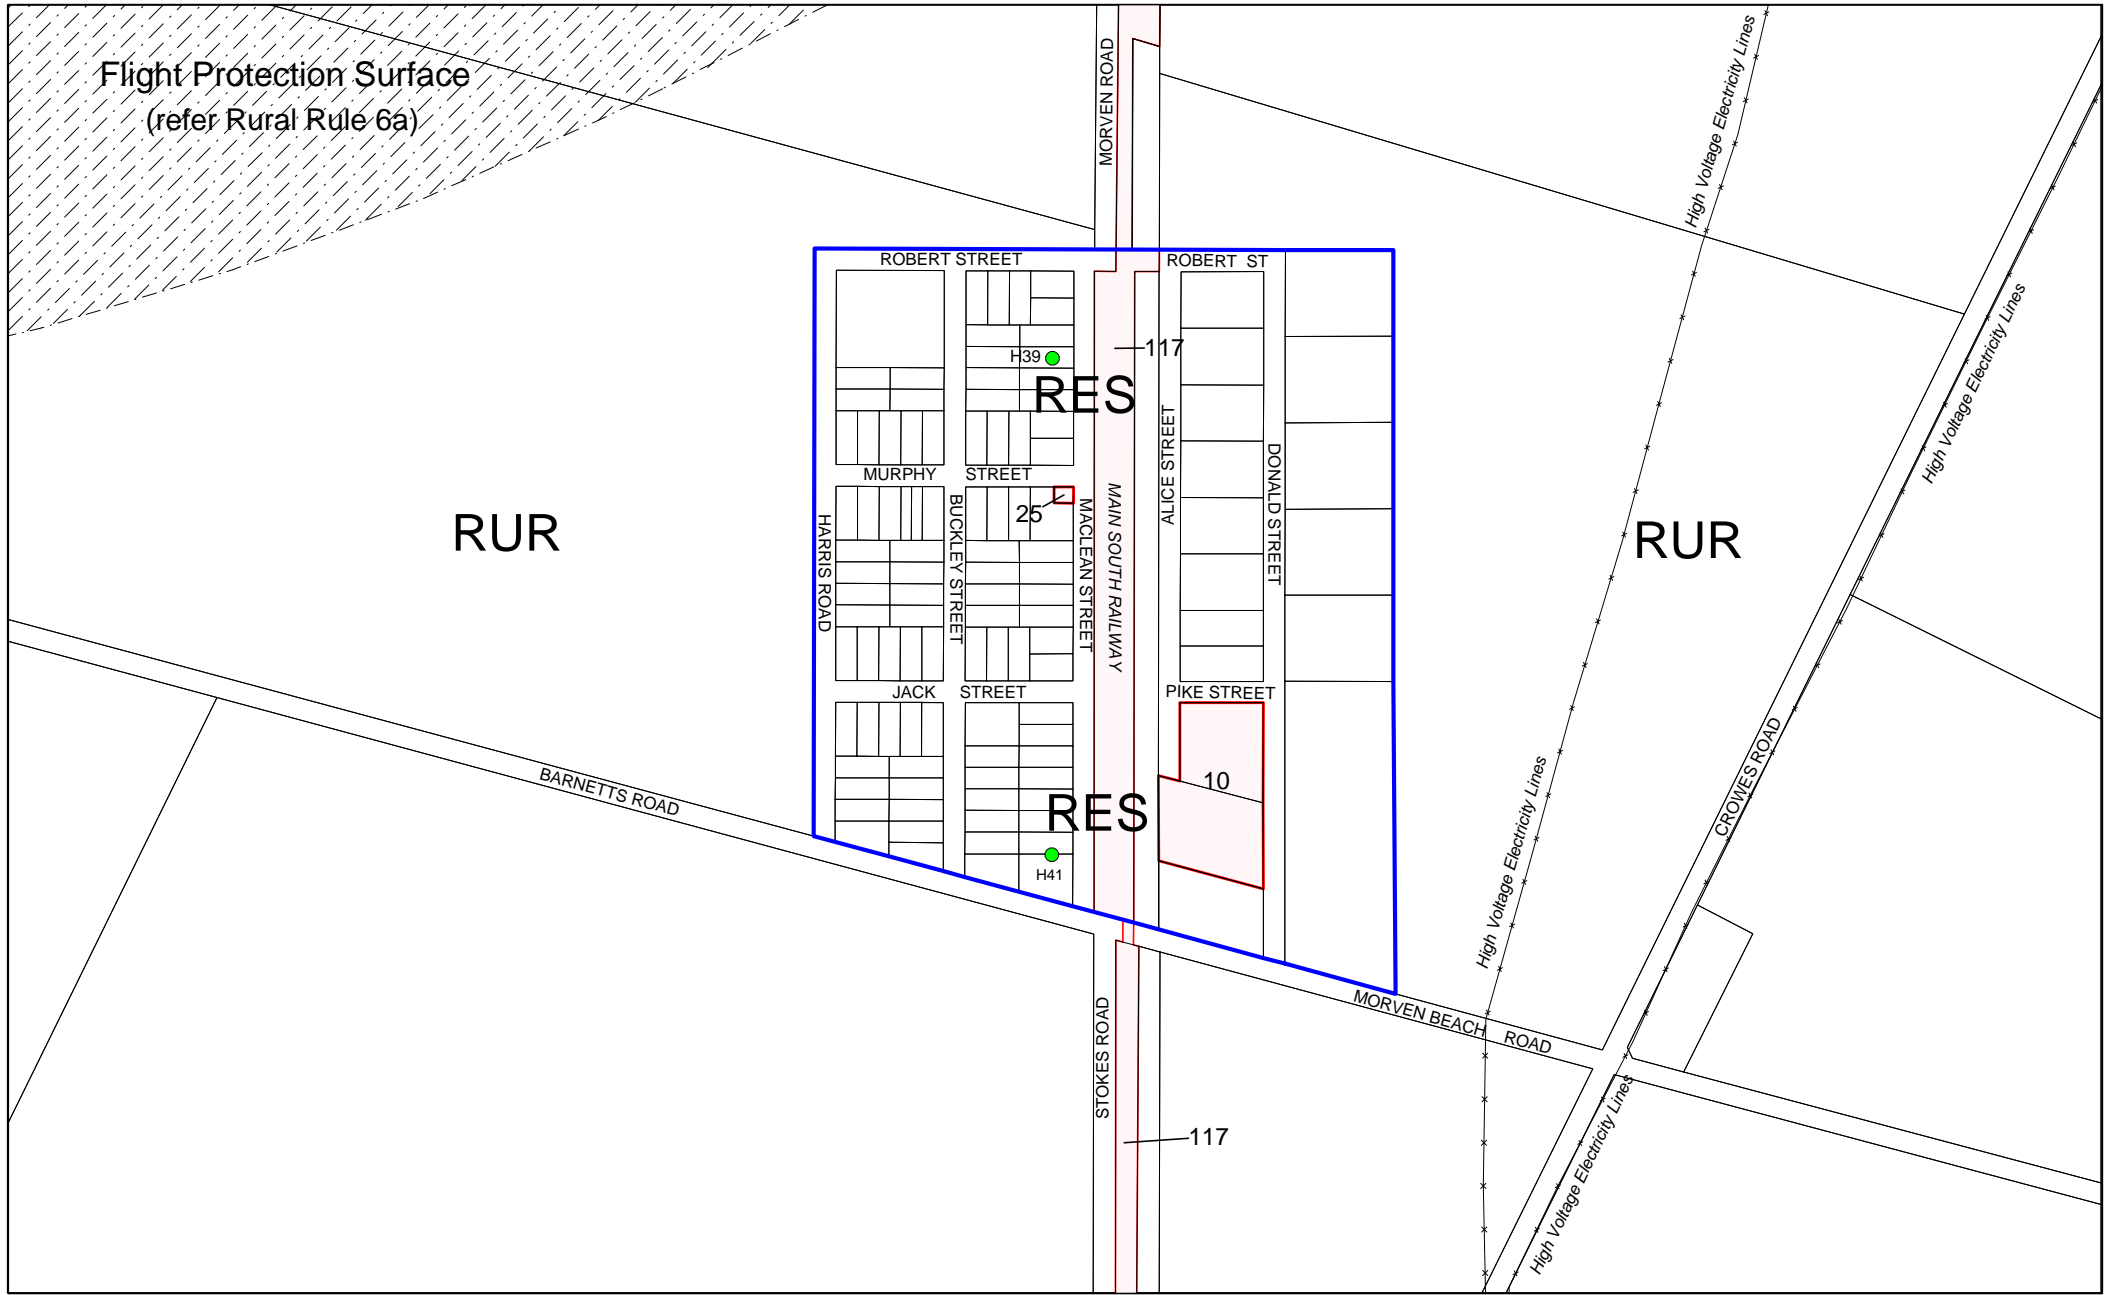 Flight Protection Surface
(refer Rural Rule 6a)
MORVEN ROAD
High Voltage Electricity Lines
ROBERT STREET
ROBERT ST
High Voltage Electricity Lines
H39
117
RES
ALICE STREET
MURPHY STREET
DONALD STREET
25
HARRIS ROAD
BUCKLEY STREET
MACLEAN STREET
MAIN SOUTH RAILWAY
RUR
RUR
JACK STREET
PIKE STREET
BARNETTS ROAD
10
RES
CROWES ROAD
High Voltage Electricity Lines
H41
MORVEN BEACH ROAD
STOKES ROAD
117
High Voltage Electricity Lines